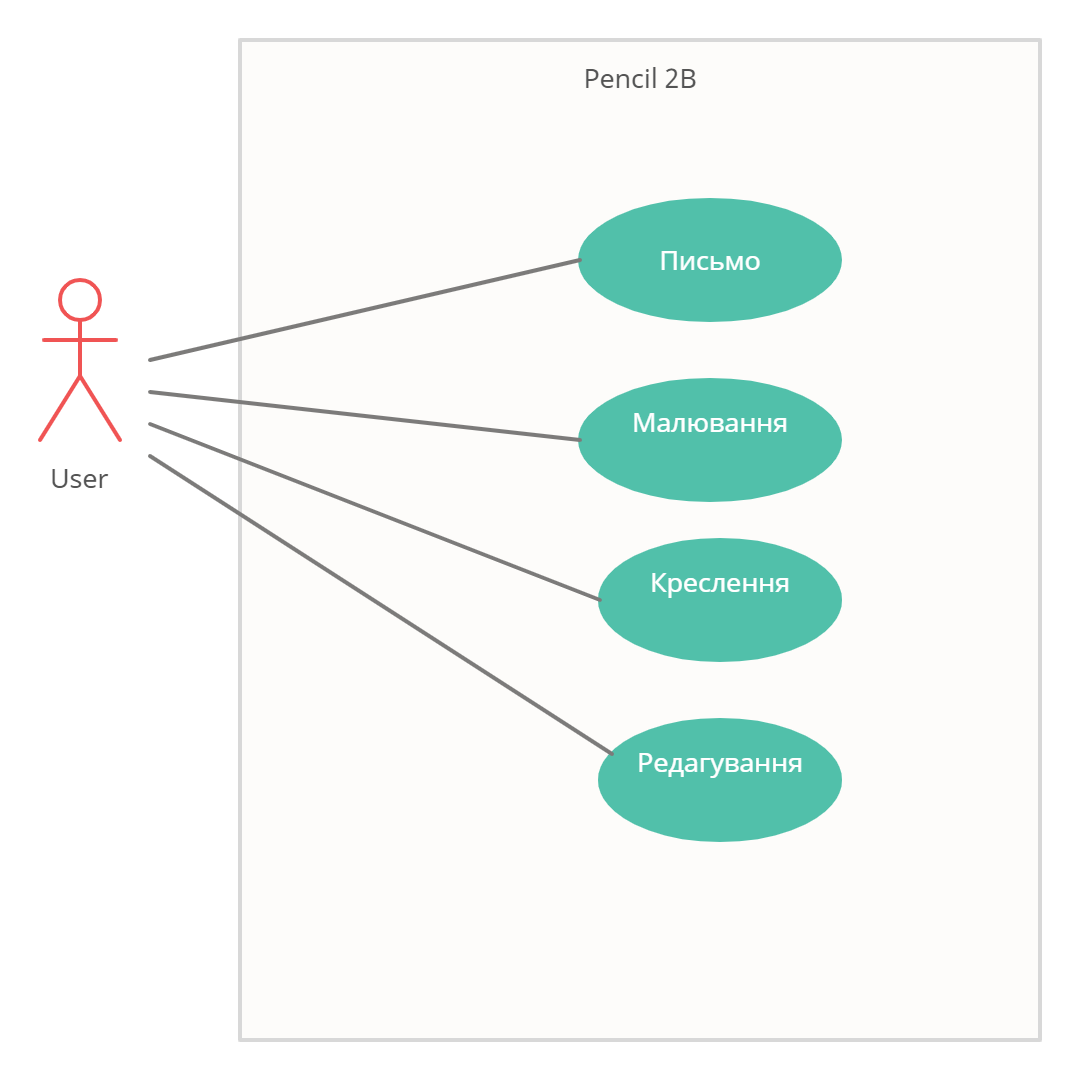 Pencil 2B
Письмо
User
Малювання
Креслення
Редагування